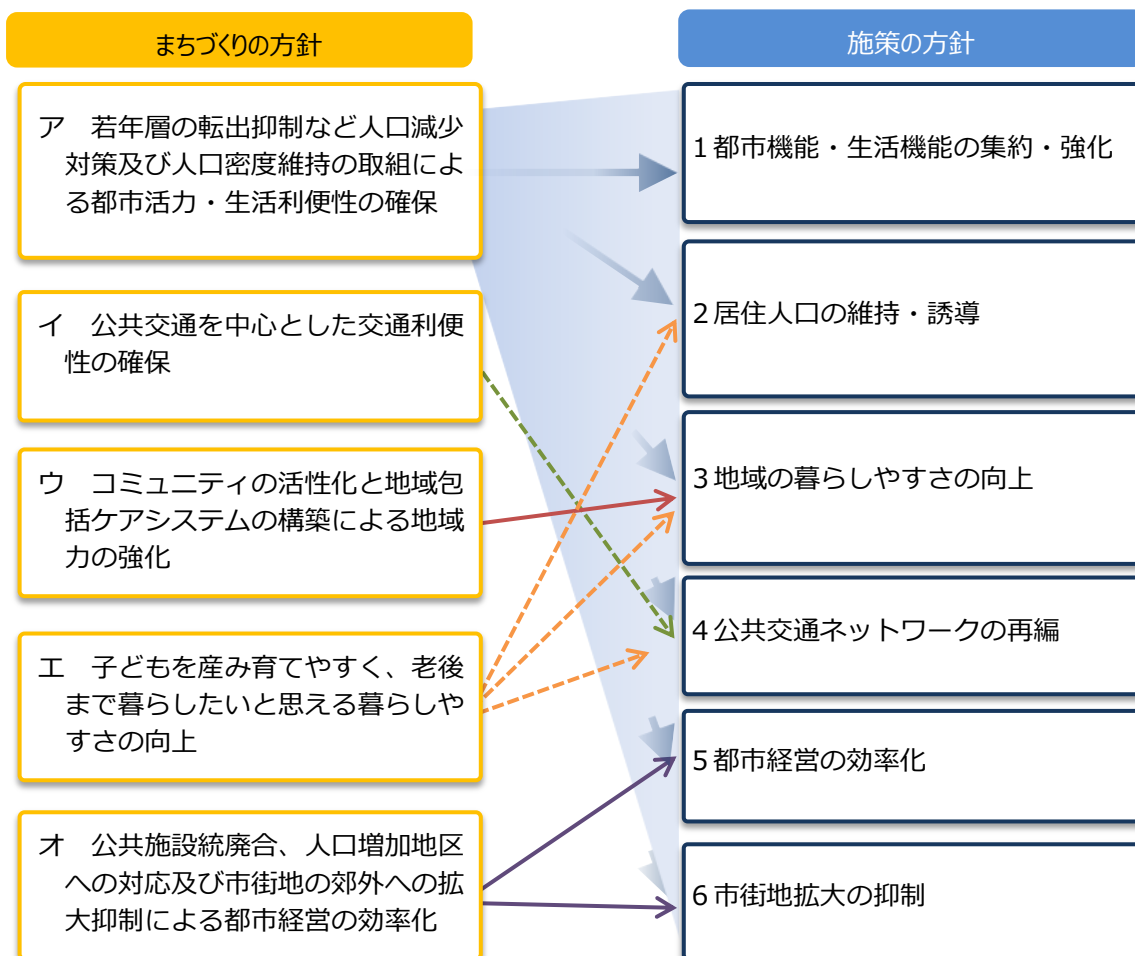 まちづくりの方針
ア　若年層の転出抑制など人口減少
対策及び人口密度維持の取組によ
る都市活力・生活利便性の確保
イ　公共交通を中心とした交通利便
性の確保
ウ　コミュニティの活性化と地域包
括ケアシステムの構築による地域
力の強化
エ　子どもを産み育てやすく、老後
まで暮らしたいと思える暮らしや
すさの向上
オ　公共施設統廃合、人口増加地区
への対応及び市街地の郊外への拡
大抑制による都市経営の効率化
施策の方針
1都市機能・生活機能の集約・強化
2居住人口の維持・誘導
3地域の暮らしやすさの向上
4公共交通ネットワークの再編
5都市経営の効率化
6市街地拡大の抑制